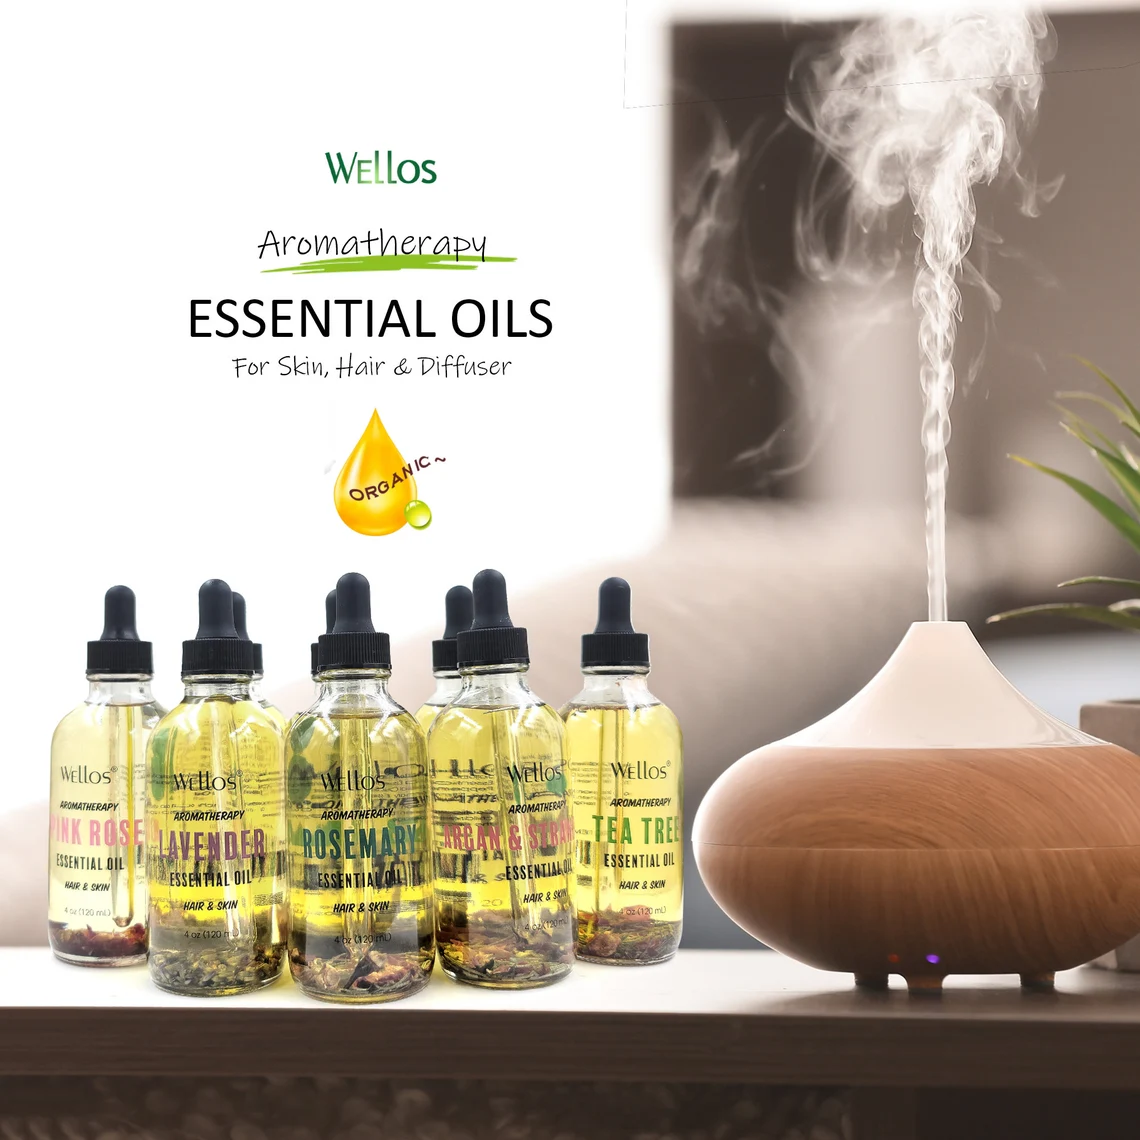 WELLOS
Aromatherapy
ESSENTIAL OILS
For Skin, Hair & Diffuser
ORGANIC~
WELLOS®
AROMATHERAPY
PINK ROSE
ESSENTIAL OIL
HAIR & SKIN
4 oz (120 mL)
WELLOS®
AROMATHERAPY
LAVENDER
ESSENTIAL OIL
HAIR & SKIN
4 oz (120 mL)
WELLOS
AROMATHERAPY
ROSEMARY
ESSENTIAL OIL
HAIR & SKIN
4 oz (120 mL)
WELLOS
AROMATHERAPY
ARGAN &
ESSENTIAL OIL
HAIR & SKIN
4 oz (120 mL)
WELLOS®
AROMATHERAPY
TEA TREE
ESSENTIAL OIL
HAIR & SKIN
4 oz (120 mL)